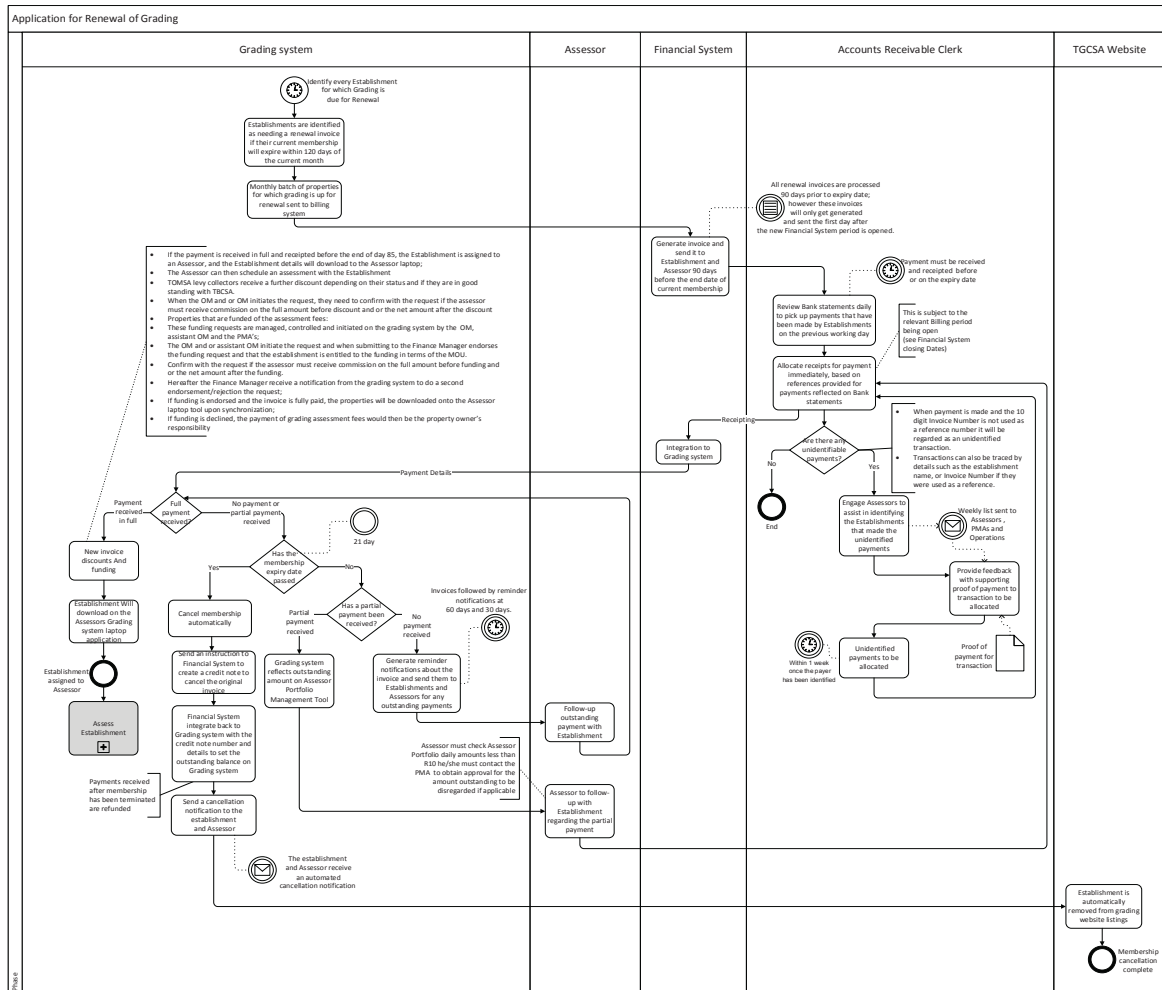 Application for Renewal of Grading
Grading system
Assessor
Financial System
Accounts Receivable Clerk
TGCSA Website
Identify every Establishment
for which Grading is
due for Renewal
Establishments are identified
as needing a renewal invoice
if their current membership
will expire within 120 days of
the current month
Monthly batch of properties
for which grading is up for
renewal sent to billing
system
All renewal invoices are processed
90 days prior to expiry date;
however these invoices
will only get generated
and sent the first day after
the new Financial System period is opened.
Generate invoice and
send it to
Establishment and
Assessor 90 days
before the end date of
current membership
Payment must be received
and receipted before
or on the expiry date
Review Bank statements daily
to pick up payments that have
been made by Establishments
on the previous working day
This is subject to the
relevant Billing period
being open
(see Financial System
closing Dates)
Allocate receipts for payment
immediately, based on
references provided for
payments reflected on Bank
statements
• If the payment is received in full and receipted before the end of day 85, the Establishment is assigned to
an Assessor, and the Establishment details will download to the Assessor laptop;
• The Assessor can then schedule an assessment with the Establishment
• TOMSA levy collectors receive a further discount depending on their status and if they are in good
standing with TBCSA.
• When the OM and or OM initiates the request, they need to confirm with the request if the assessor
must receive commission on the full amount before discount and or the net amount after the discount
• Properties that are funded of the assessment fees:
• These funding requests are managed, controlled and initiated on the grading system by the OM,
assistant OM and the PMA's;
• The OM and or assistant OM initiate the request and when submitting to the Finance Manager endorses
the funding request and that the establishment is entitled to the funding in terms of the MOU.
• Confirm with the request if the assessor must receive commission on the full amount before funding and
or the net amount after the funding.
• Hereafter the Finance Manager receive a notification from the grading system to do a second
endorsement/rejection the request;
• If funding is endorsed and the invoice is fully paid, the properties will be downloaded onto the Assessor
laptop tool upon synchronization;
• If funding is declined, the payment of grading assessment fees would then be the property owner's
responsibility
Receipting
Integration to
Grading system
Payment Details
Are there any
unidentifiable
payments?
No
Yes
End
• When payment is made and the 10
digit Invoice Number is not used as
a reference number it will be
regarded as an unidentified
transaction.
• Transactions can also be traced by
details such as the establishment
name, or Invoice Number if they
were used as a reference.
Engage Assessors to
assist in identifying
the Establishments
that made the
unidentified
payments
Weekly list sent to
Assessors ,
PMAs and
Operations
Provide feedback
with supporting
proof of payment to
transaction to be
allocated
Proof of
payment for
transaction
Unidentified
payments to be
allocated
Within 1 week
once the payer
has been identified
Payment
received
in full
Full
payment
received?
No payment or
partial payment
received
21 day
New invoice
discounts And
funding
Establishment Will
download on the
Assessors Grading
system laptop
application
Establishment
assigned to
Assessor
Assess
Establishment
Has the
membership
expiry date
passed
Yes
No
Cancel membership
automatically
Send an instruction to
Financial System to
create a credit note to
cancel the original
invoice
Financial System
integrate back to
Grading system with the
credit note number and
details to set the
outstanding balance on
Grading system
Payments received
after membership
has been terminated
are refunded
Send a cancellation
notification to the
establishment
and Assessor
The establishment
and Assessor receive
an automated
cancellation notification
Has a partial
payment been
received?
Partial
payment
received
No
payment
received
Invoices followed by reminder
notifications at
60 days and 30 days.
Grading system
reflects outstanding
amount on Assessor
Portfolio
Management Tool
Generate reminder
notifications about the
invoice and send them to
Establishments and
Assessors for any
outstanding payments
Follow-up
outstanding
payment with
Establishment
Assessor must check Assessor
Portfolio daily amounts less than
R10 he/she must contact the
PMA to obtain approval for the
amount outstanding to be
disregarded if applicable
Assessor to follow-
up with
Establishment
regarding the partial
payment
Establishment is
automatically
removed from grading
website listings
Membership
cancellation
complete
Phase